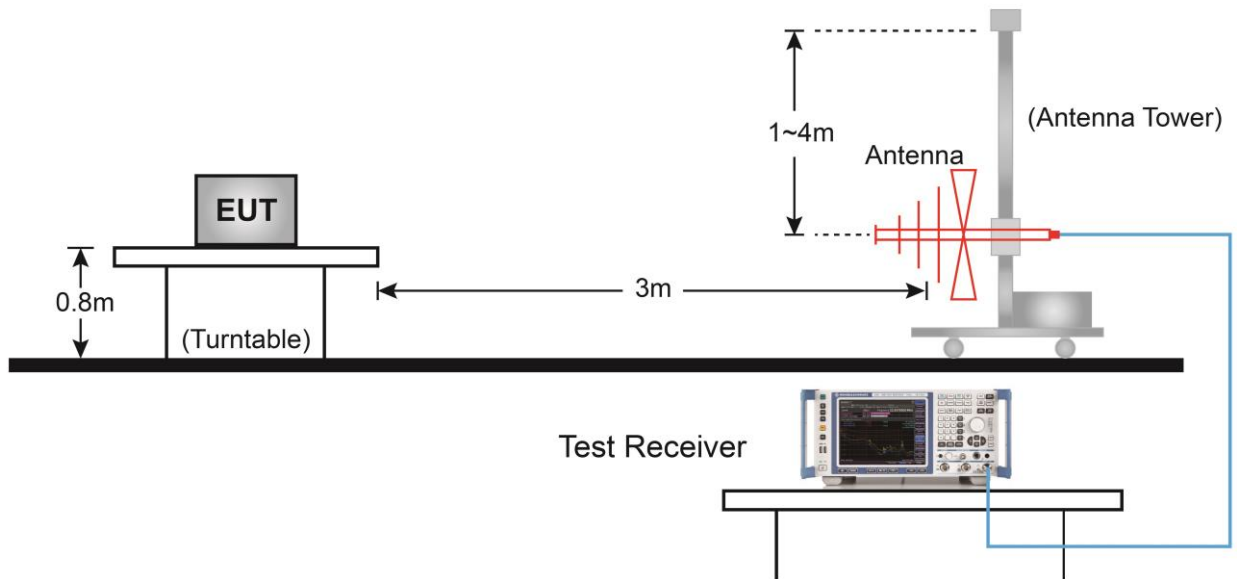 1~4m
(Antenna Tower)
Antenna
EUT
3m
0.8m
(Turntable)
Test Receiver